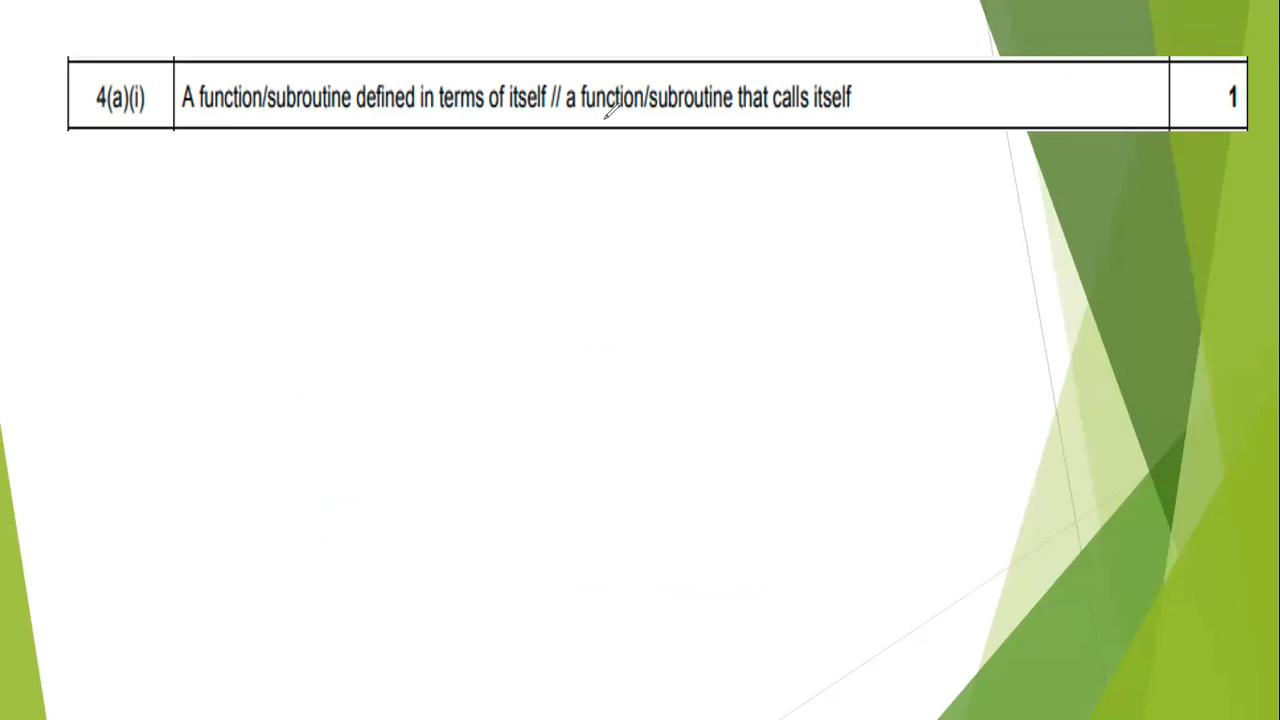 4(a)(i) A function/subroutine defined in terms of itself // a function/subroutine that calls itself 1